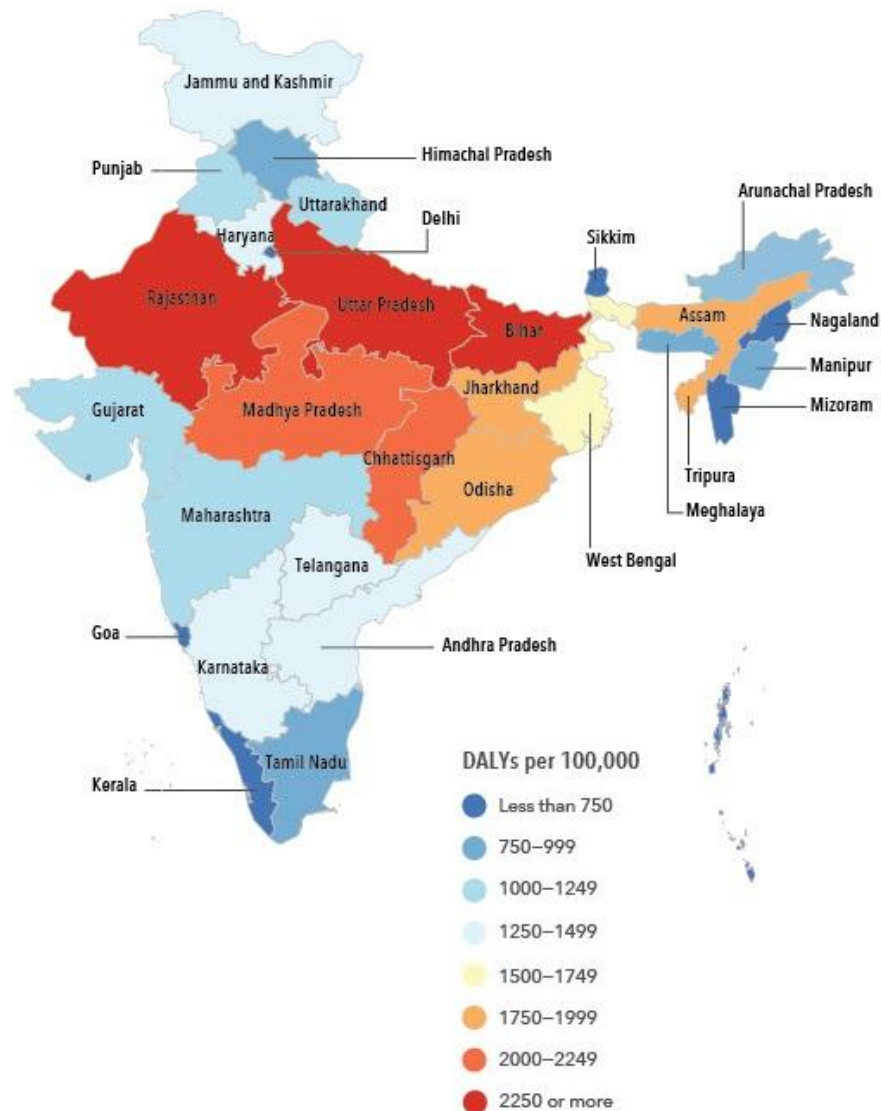 Jammu and Kashmir
Himachal Pradesh
Punjab
Arunachal Pradesh
Uttarakhand
Delhi
Haryana
Sikkim
Rajasthan
Uttar Pradesh
Assam
Nagaland
Bihar
Manipur
Jharkhand
Gujarat
Madhya Pradesh
Mizoram
Chhattisgarh
Tripura
Odisha
Meghalaya
Maharashtra
West Bengal
Telangana
Goa
Andhra Pradesh
Karnataka
Tamil Nadu
Kerala
DALYs per 100,000
Less than 750
750–999
1000–1249
1250–1499
1500–1749
1750–1999
2000–2249
2250 or more